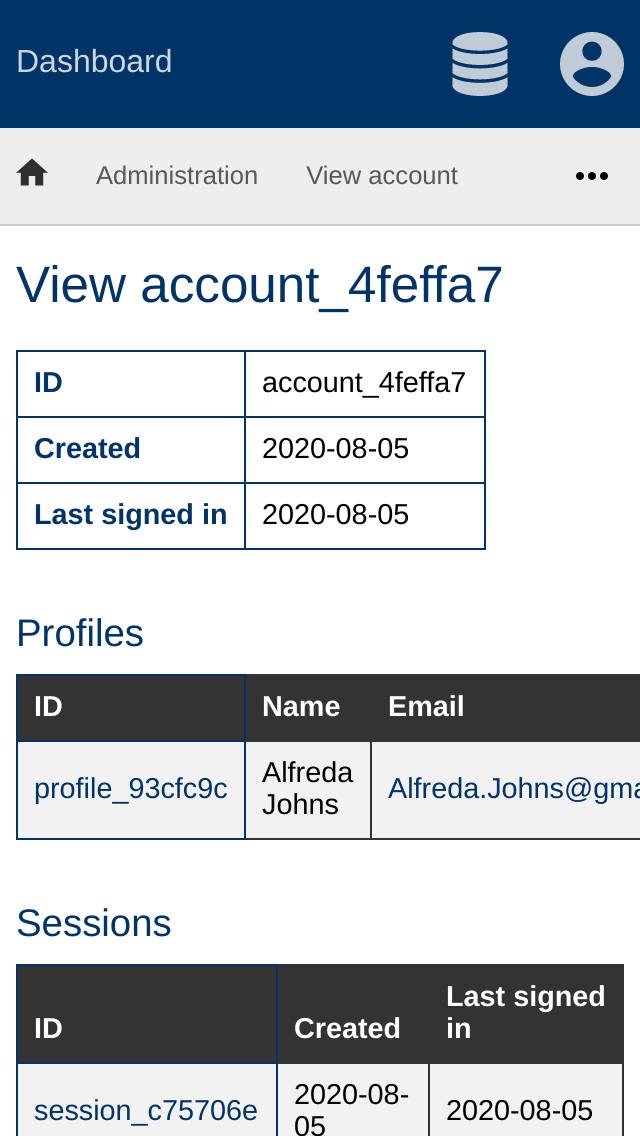 Dashboard
Administration View account
View account_4feffa7
ID account_4feffa7
Created 2020-08-05
Last signed in 2020-08-05
Profiles
ID Name Email
profile_93cfc9c Alfreda Johns Alfreda.Johns@gma
Sessions
ID Created Last signed in
session_c75706e 2020-08-05 2020-08-05